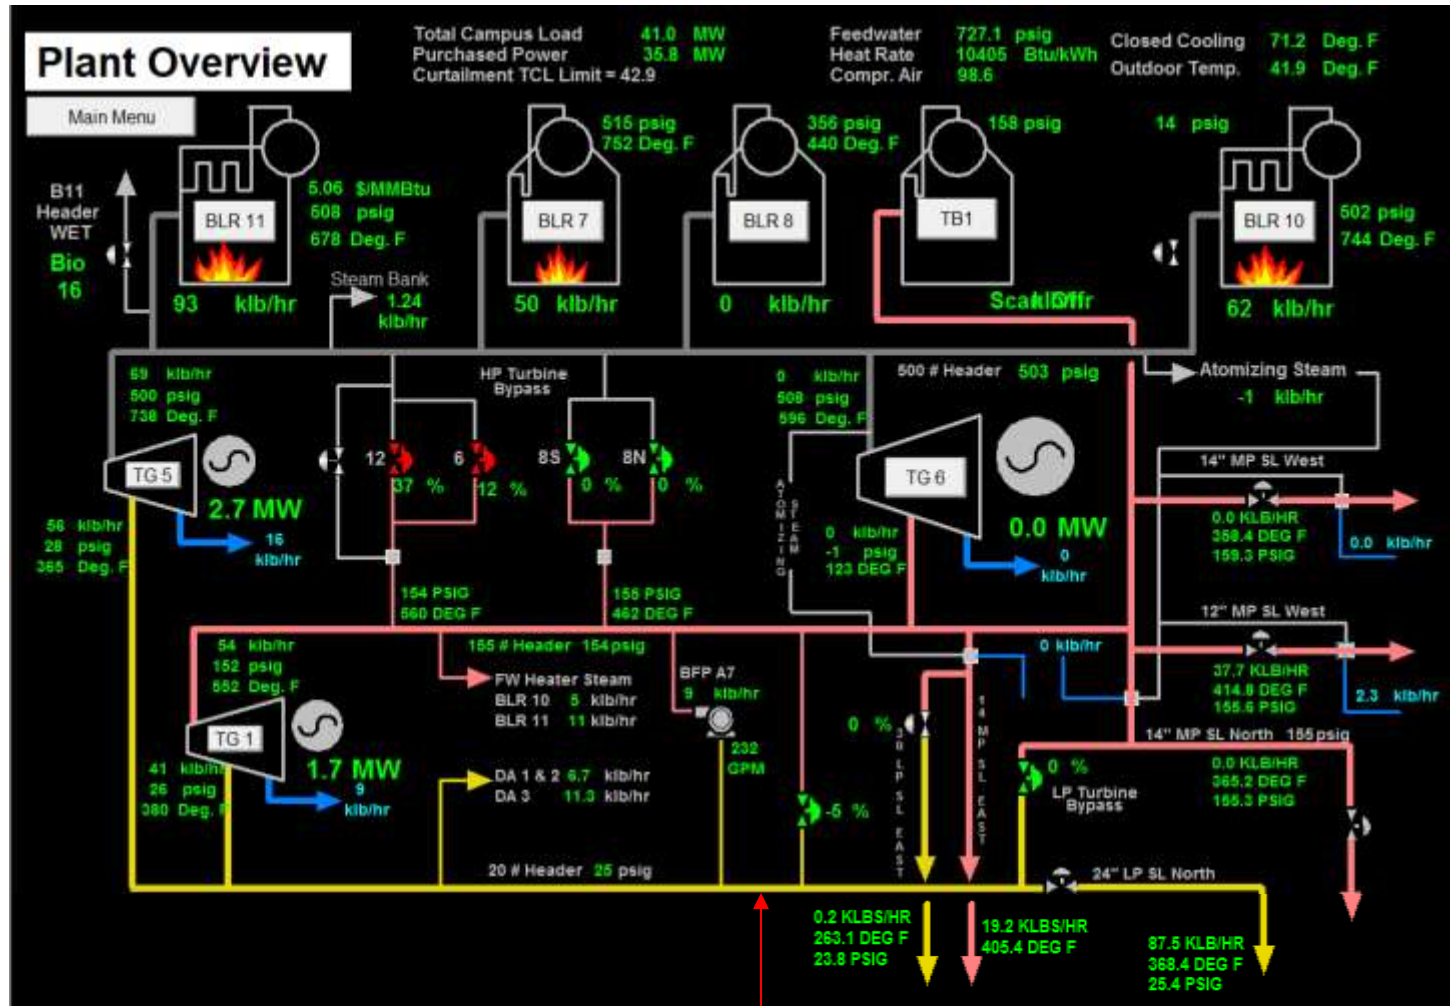 Plant Overview
Main Menu
Total Campus Load 41.0 MW
Purchased Power 35.8 MW
Curtailment TCL Limit = 42.9
Feedwater 727.1 psig
Heat Rate 10405 Btu/kWh
Compr. Air 98.6
Closed Cooling 71.2 Deg. F
Outdoor Temp. 41.9 Deg. F
B11
Header
WET
Bio
16
BLR 11
5.06 $/MMBtu
508 psig
678 Deg. F
93 klb/hr
Steam Bank
1.24
klb/hr
BLR 7
515 psig
752 Deg. F
50 klb/hr
BLR 8
356 psig
440 Deg. F
0 klb/hr
TB1
158 psig
14 psig
BLR 10
502 psig
744 Deg. F
62 klb/hr
69 klb/hr
500 psig
738 Deg. F
TG 5
2.7 MW
16
klb/hr
56 klb/hr
28 psig
365 Deg. F
HP Turbine
Bypass
12
37 %
6
12 %
8S
0 %
8N
0 %
154 PSIG
560 DEG F
155 PSIG
462 DEG F
0 klb/hr
508 psig
596 Deg. F
500 # Header 503 psig
ATOMIZING
STEAM
TG 6
0.0 MW
0 klb/hr
-1 psig
123 DEG F
0
klb/hr
Atomizing Steam
-1 klb/hr
14" MP SL West
0.0 KLB/HR
358.4 DEG F
159.3 PSIG
0.0 klb/hr
12" MP SL West
37.7 KLB/HR
414.8 DEG F
155.6 PSIG
2.3 klb/hr
0 klb/hr
155 # Header 154 psig
54 klb/hr
152 psig
552 Deg. F
TG 1
1.7 MW
9
klb/hr
41 klb/hr
26 psig
380 Deg. F
FW Heater Steam
BLR 10 5 klb/hr
BLR 11 11 klb/hr
BFP A7
9 klb/hr
232
GPM
DA 1 & 2 6.7 klb/hr
DA 3 11.3 klb/hr
-5 %
0 %
LP SL EAST
14 MP SL EAST
14" MP SL North 155 psig
0.0 KLB/HR
365.2 DEG F
155.3 PSIG
0 %
LP Turbine
Bypass
20 # Header 25 psig
24" LP SL North
0.2 KLBS/HR
263.1 DEG F
23.8 PSIG
19.2 KLBS/HR
405.4 DEG F
87.5 KLB/HR
368.4 DEG F
25.4 PSIG